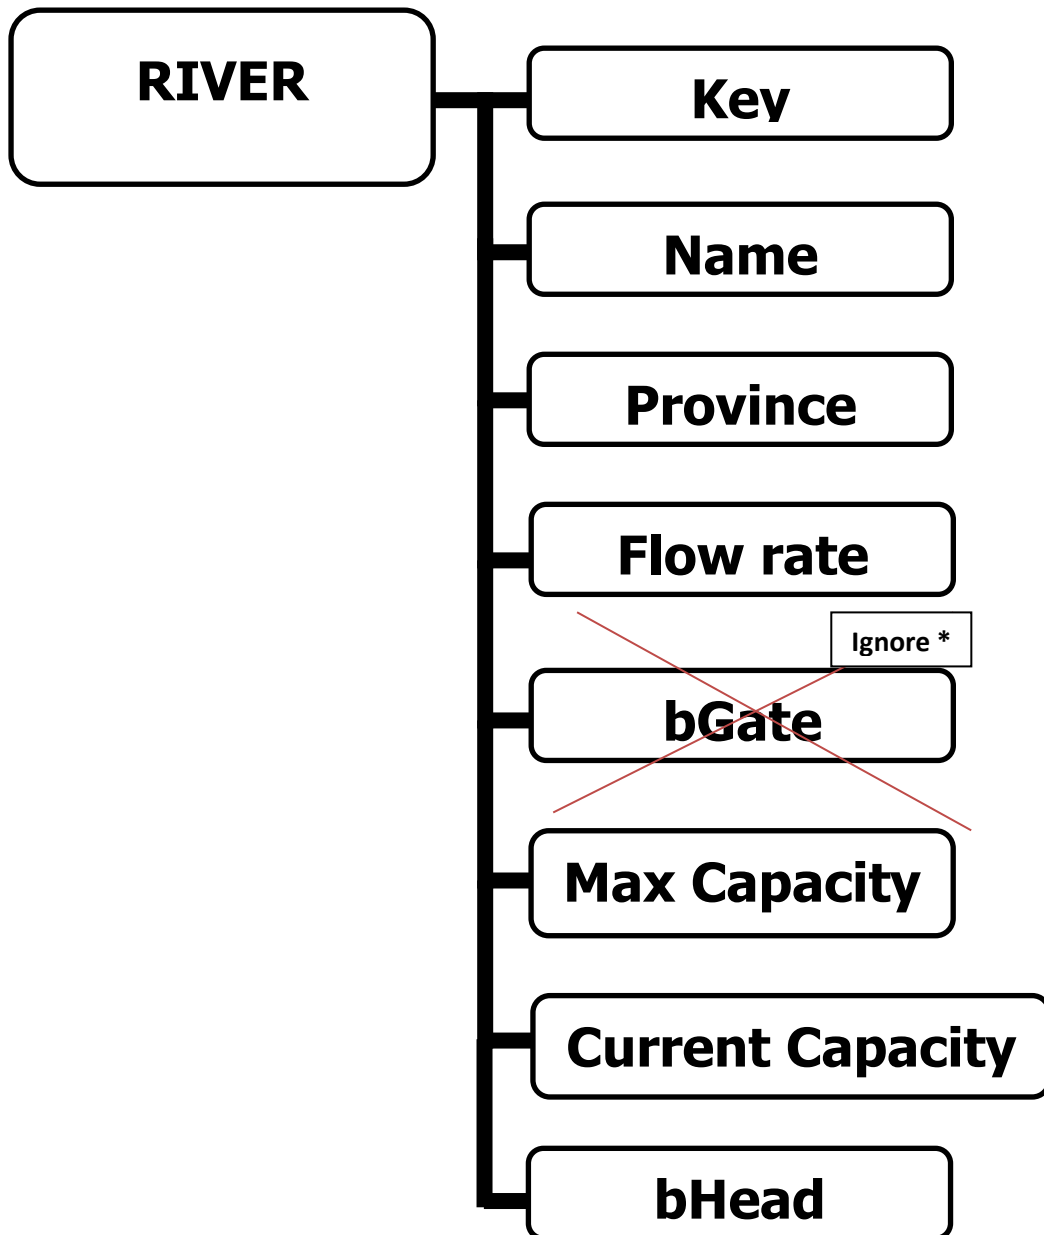 RIVER
Key
Name
Province
Flow rate
Ignore *
bGate
Max Capacity
Current Capacity
bHead